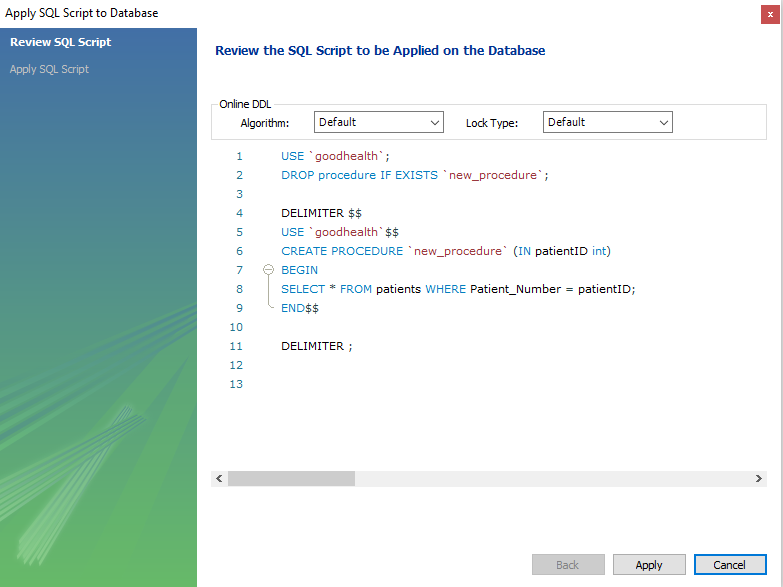 Apply SQL Script to Database
x
Review SQL Script
Apply SQL Script
Review the SQL Script to be Applied on the Database
Online DDL
Algorithm: Default Lock Type: Default
1 USE `goodhealth`;
2 DROP procedure IF EXISTS `new_procedure`;
3
4 DELIMITER $$
5 USE `goodhealth`$$
6 CREATE PROCEDURE `new_procedure` (IN patientID int)
7 BEGIN
8 SELECT * FROM patients WHERE Patient_Number = patientID;
9 END$$
10
11 DELIMITER ;
12
13
Back Apply Cancel